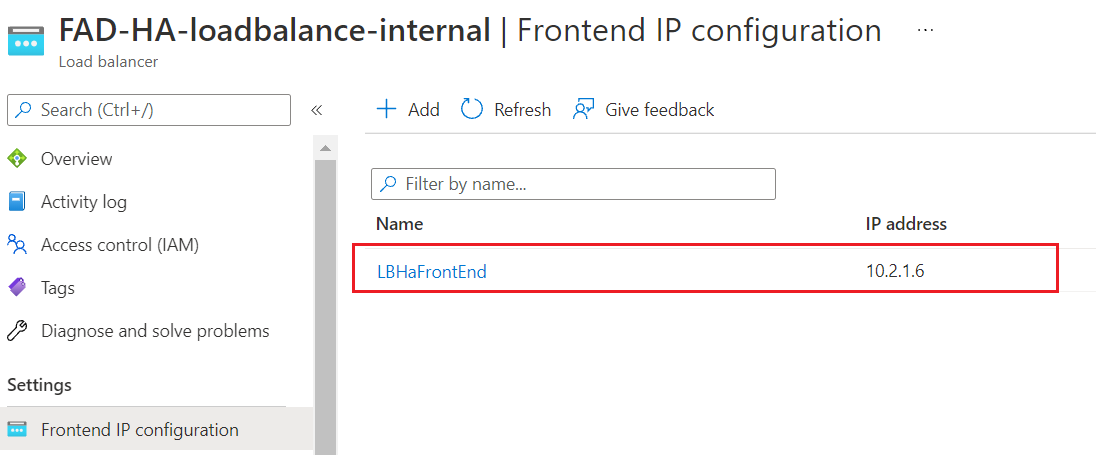 FAD-HA-loadbalance-internal | Frontend IP configuration ...
Load balancer
Search (Ctrl+/)
«
Overview
Activity log
Access control (IAM)
Tags
Diagnose and solve problems
Settings
Frontend IP configuration
Add Refresh Give feedback
Filter by name...
Name IP address
LBHaFrontEnd 10.2.1.6